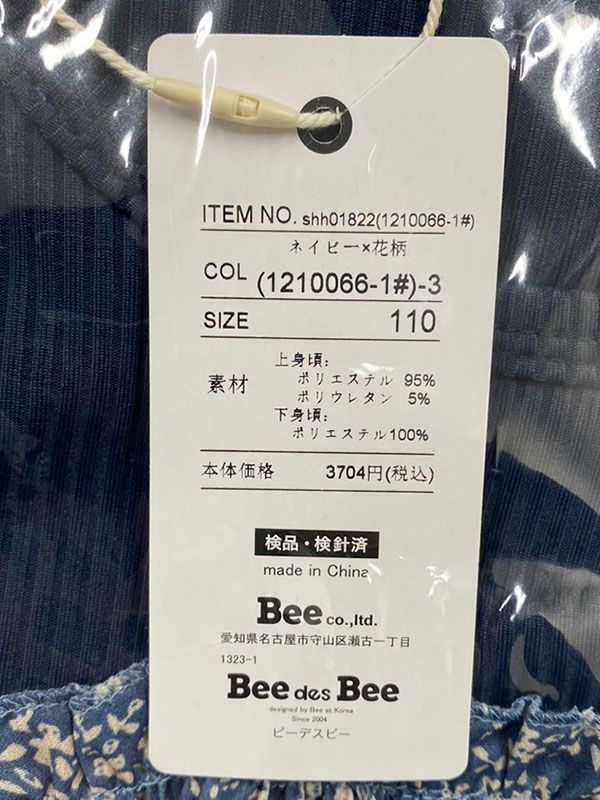 ITEM NO. shh01822(1210066-1#)
ネイビー×花柄
COL (1210066-1#)-3
SIZE 110
上身頃:
素材 ポリエステル 95%
ポリウレタン 5%
下身頃:
ポリエステル100%
本体価格 3704円(税込)
検品・検針済
made in China
Bee co.,ltd.
愛知県名古屋市守山区瀬古一丁目
1323-1
Bee des Bee
designed by Bee at Korea
Since 2004
ビーデスビー